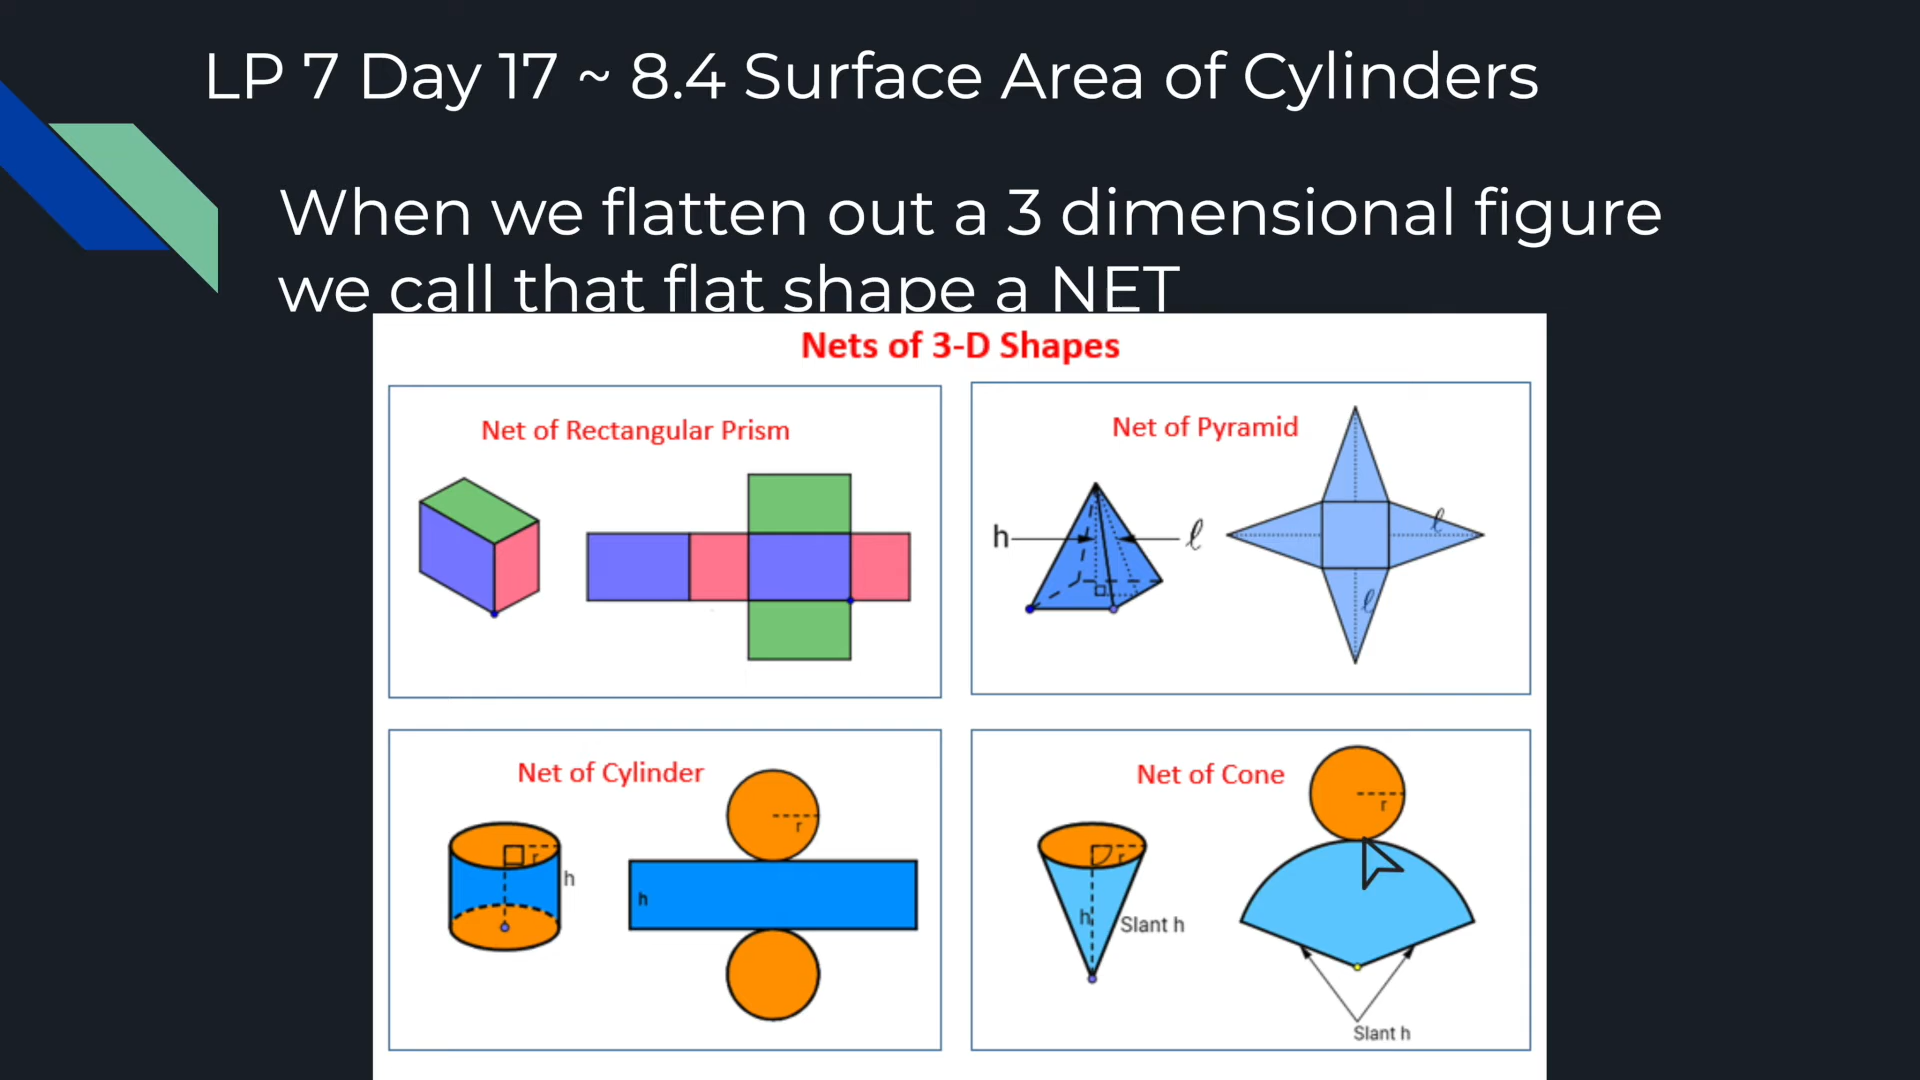 LP 7 Day 17 ~ 8.4 Surface Area of Cylinders
When we flatten out a 3 dimensional figure
we call that flat shape a NET
Nets of 3-D Shapes
Net of Rectangular Prism
Net of Pyramid
h
ℓ
ℓ
ℓ
Net of Cylinder
r
h
r
h
Net of Cone
r
h
Slant h
r
Slant h